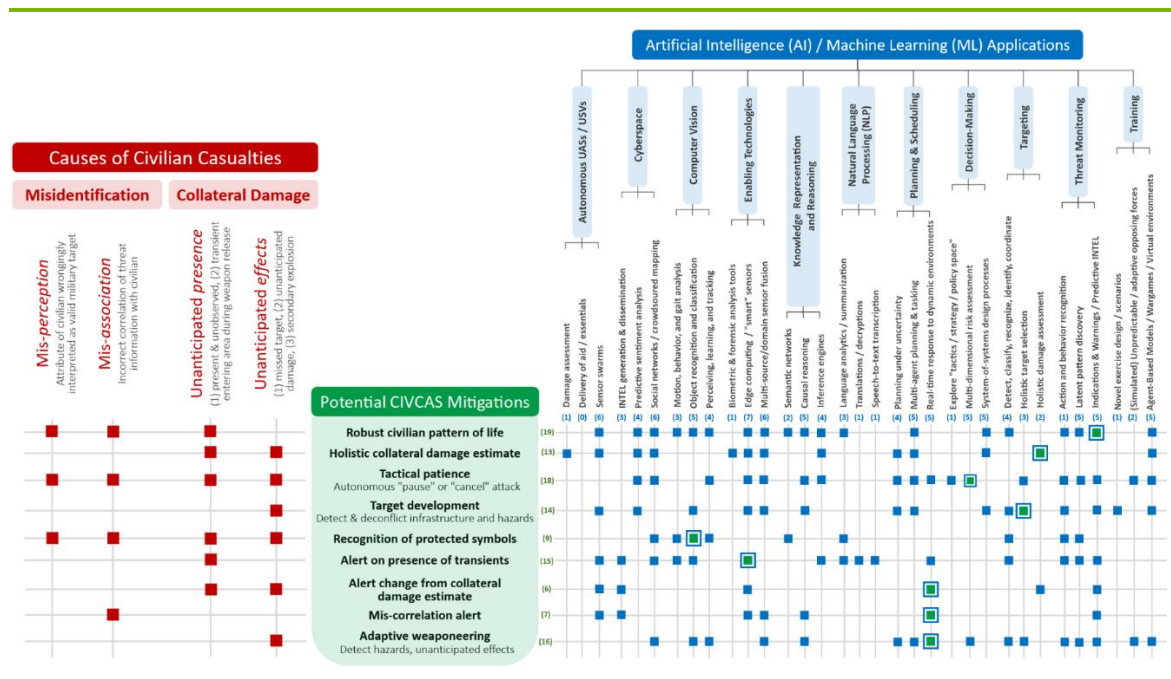 Artificial Intelligence (AI) / Machine Learning (ML) Applications
Autonomous UASs / USVs
Cyberspace
Computer Vision
Enabling Technologies
Knowledge Representation
and Reasoning
Natural Language
Processing (NLP)
Planning & Scheduling
Decision-Making
Targeting
Threat Monitoring
Training
Causes of Civilian Casualties
Misidentification
Collateral Damage
Mis-perception
Attribute of civilian wrongingly
interpreted as valid military target
Mis-association
Incorrect correlation of threat
information with civilian
Unanticipated presence
(1) present & unobserved, (2) transient
entering area during weapon release
Unanticipated effects
(1) missed target, (2) unanticipated
damage, (3) secondary explosion
Damage assessment
Delivery of aid / essentials
Sensor swarms
INTEL generation & dissemination
Predictive sentiment analysis
Social networks / crowdsoured mapping
Motion, behavior, and gait analysis
Object recognition and classification
Perceiving, learning, and tracking
Biometric & forensic analysis tools
Edge computing / "smart" sensors
Multi-source/domain sensor fusion
Semantic networks
Causal reasoning
Inference engines
Language analytics / summarization
Translations / decryptions
Speech-to-text transcription
Planing under uncertainty
Multi-agent planning & tasking
Real-time response to dynamic environments
Explore "tactics / strategy / policy space"
Multi-dimensional risk assessment
System-of-systems design processes
Detect, classify, recognize, identify, coordinate
Holistic target selection
Holistic damage assessment
Action and behavior recognition
Latent pattern discovery
Indications & Warnings / Predictive INTEL
Novel exercise design / scenarios
(Simulated) Unpredictable / adaptive opposing forces
Agent-Based Models / Wargames / Virtual environments
Potential CIVCAS Mitigations
(1) (0) (6) (3) (4) (6) (3) (5) (4) (1) (7) (6) (2) (5) (4) (3) (1) (1) (4) (5) (5) (1) (3) (5) (4) (3) (2) (1) (5) (5) (1) (2) (5)
Robust civilian pattern of life (19)
Holistic collateral damage estimate (13)
Tactical patience
Autonomous "pause" or "cancel" attack (18)
Target development
Detect & deconflict infrastructure and hazards (14)
Recognition of protected symbols (9)
Alert on presence of transients (15)
Alert change from collateral
damage estimate (6)
Mis-correlation alert (7)
Adaptive weaponeering
Detect hazards, unanticipated effects (16)